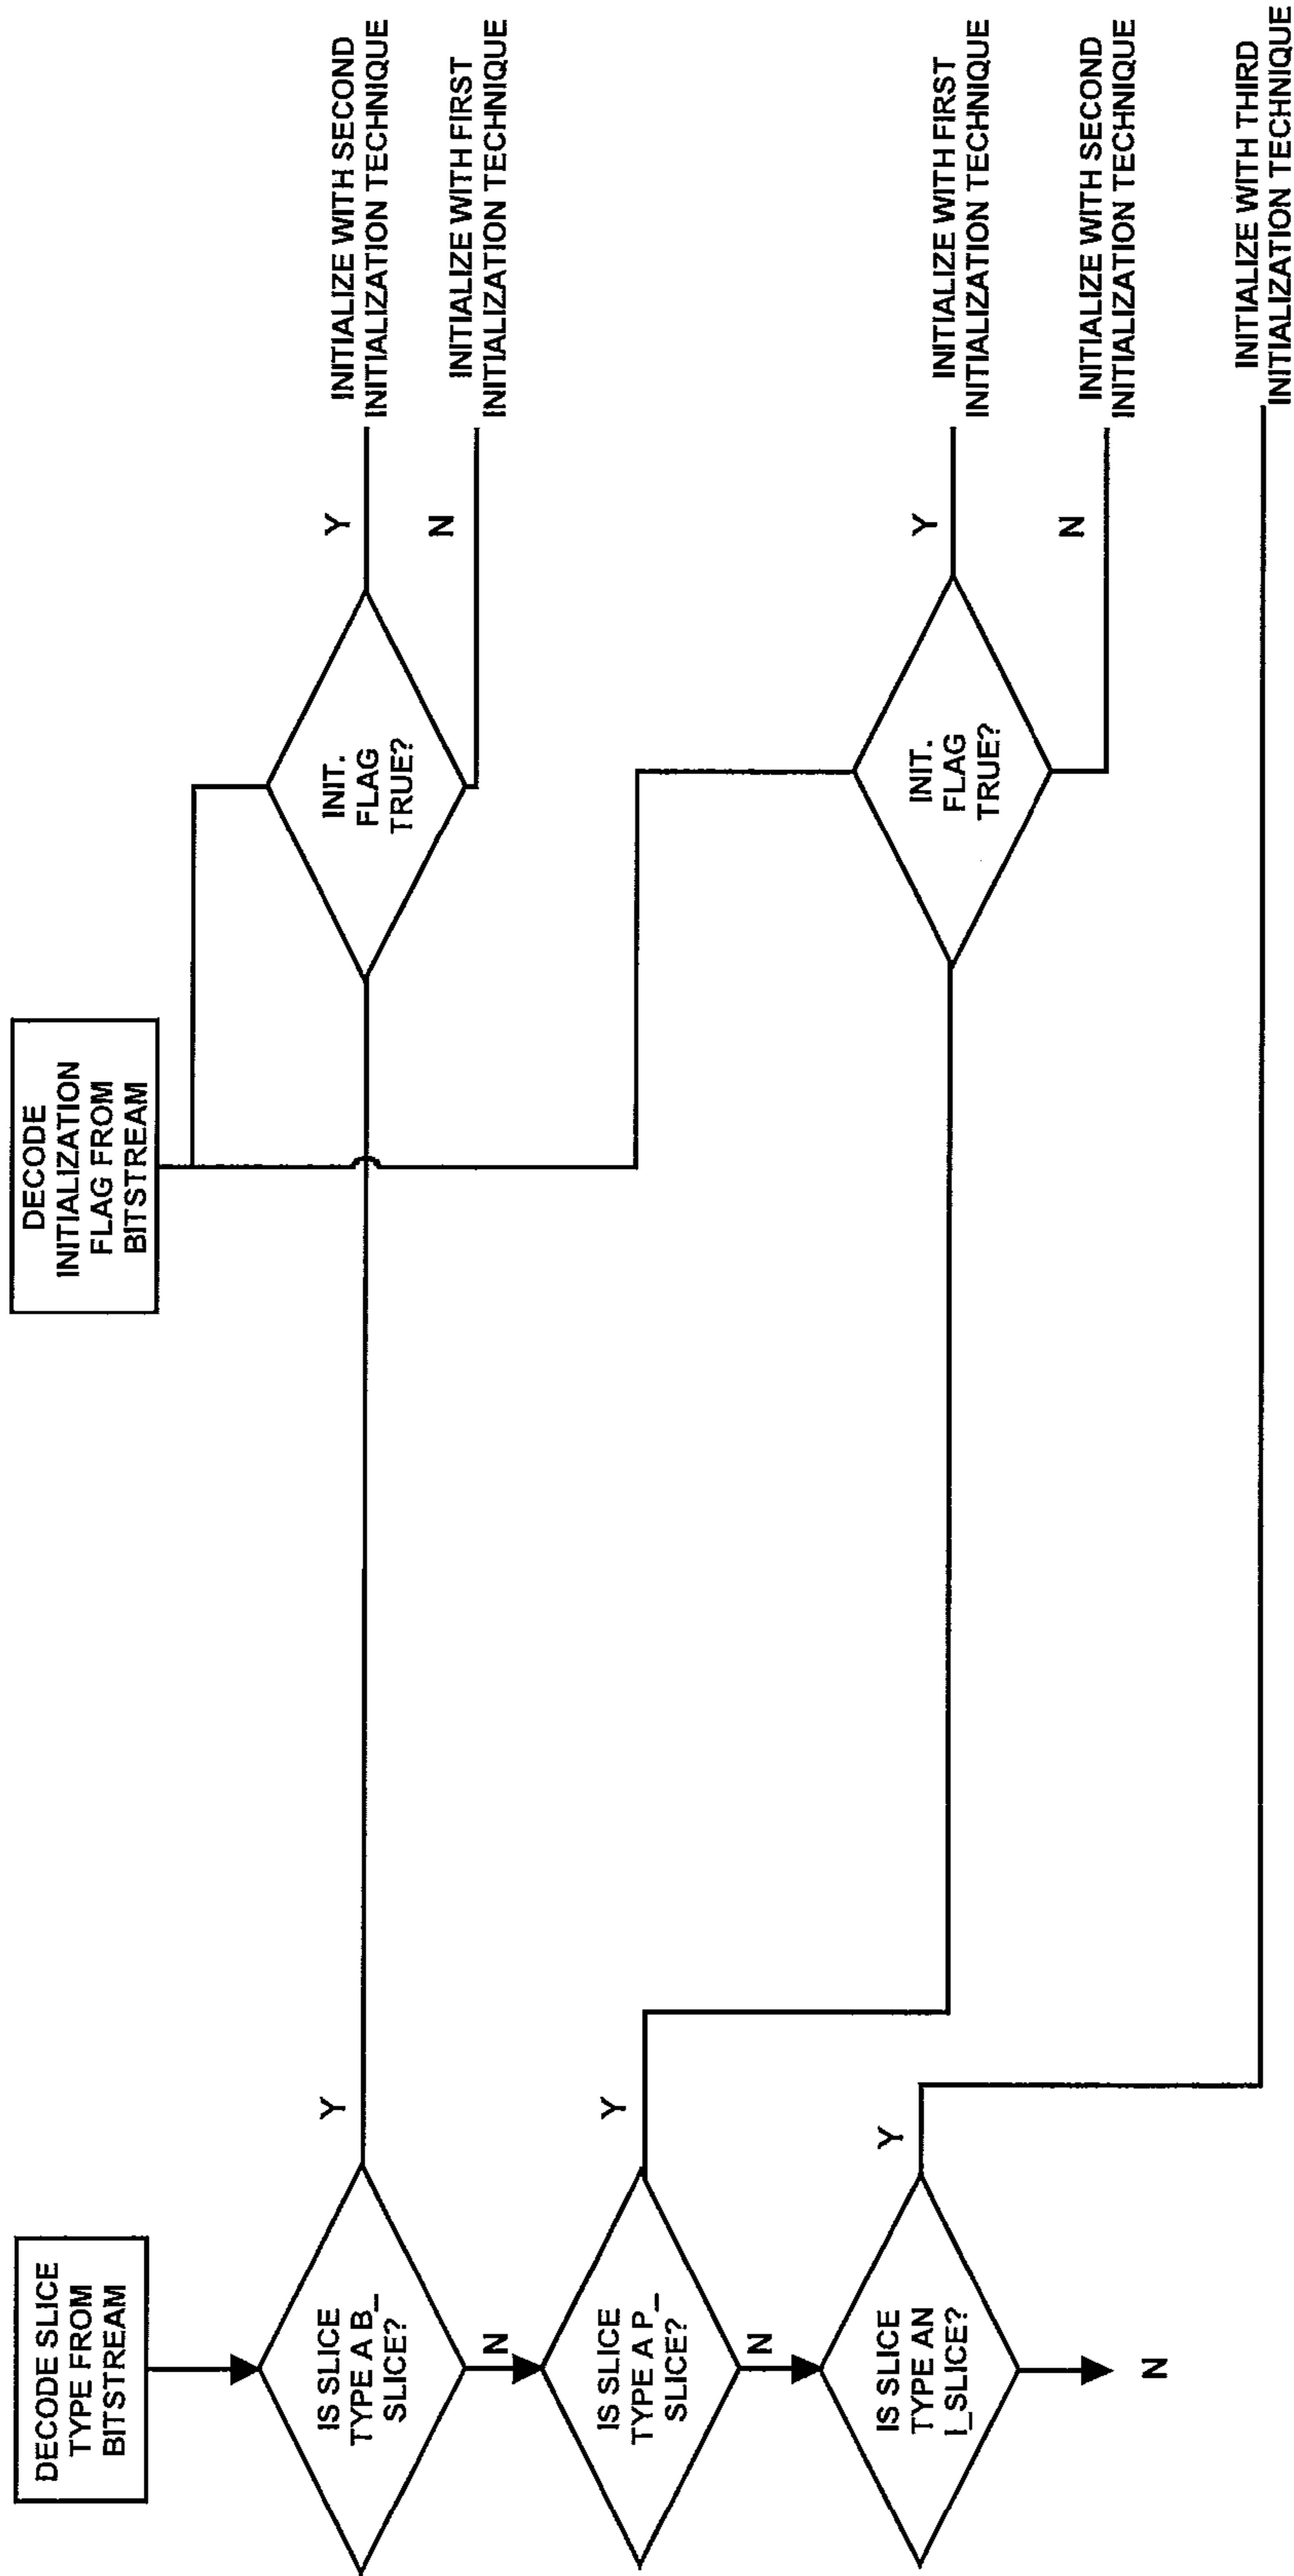 DECODE SLICE
TYPE FROM
BITSTREAM
IS SLICE
TYPE A B_
SLICE?
Y
N
IS SLICE
TYPE A P_
SLICE?
Y
N
IS SLICE
TYPE AN
I_SLICE?
Y
N
DECODE
INITIALIZATION
FLAG FROM
BITSTREAM
INIT.
FLAG
TRUE?
Y
N
INITIALIZE WITH SECOND
INITIALIZATION TECHNIQUE
INITIALIZE WITH FIRST
INITIALIZATION TECHNIQUE
INIT.
FLAG
TRUE?
Y
N
INITIALIZE WITH FIRST
INITIALIZATION TECHNIQUE
INITIALIZE WITH SECOND
INITIALIZATION TECHNIQUE
INITIALIZE WITH THIRD
INITIALIZATION TECHNIQUE